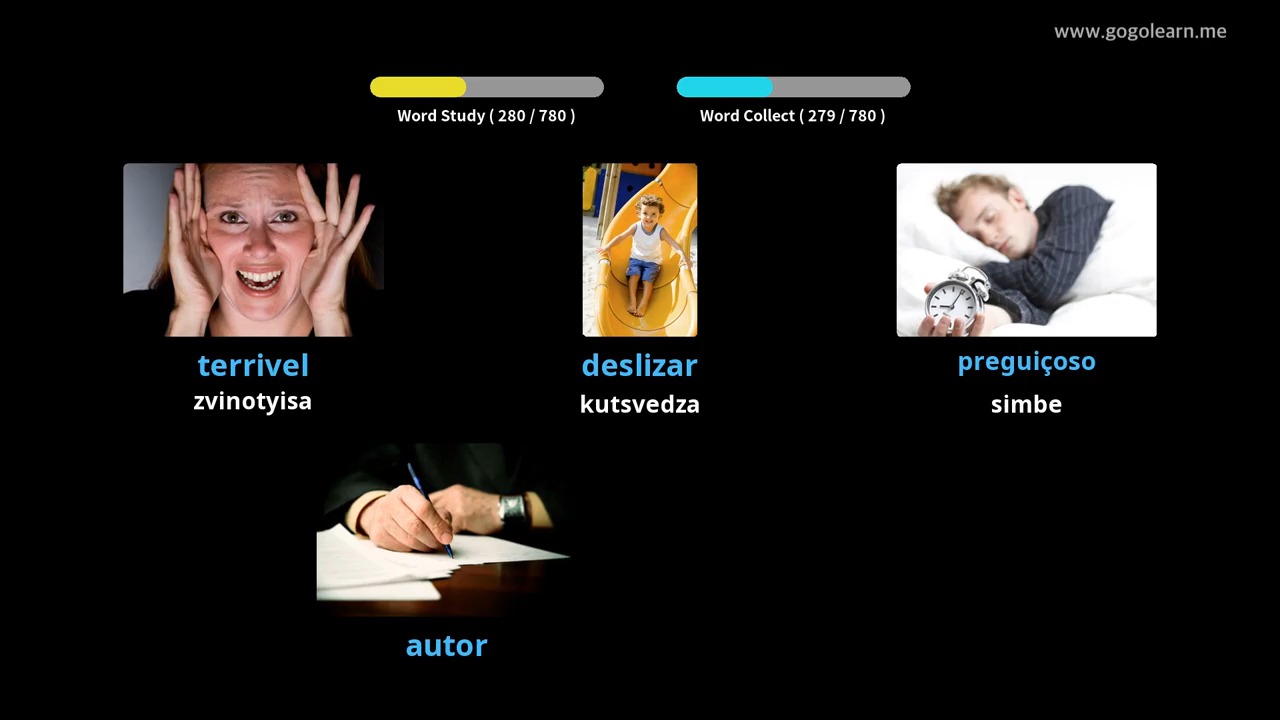 www.gogolearn.me
Word Study ( 280 / 780 )
Word Collect ( 279 / 780 )
terrivel
zvinotyisa
deslizar
kutsvedza
preguiçoso
simbe
autor